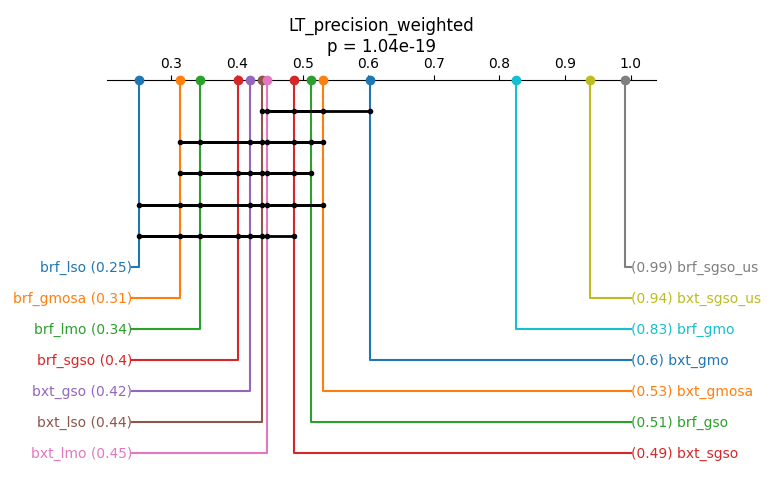 LT_precision_weighted
p = 1.04e-19
0.3 0.4 0.5 0.6 0.7 0.8 0.9 1.0
brf_lso (0.25) (0.99) brf_sgso_us
brf_gmosa (0.31) (0.94) bxt_sgso_us
brf_lmo (0.34) (0.83) brf_gmo
brf_sgso (0.4) (0.6) bxt_gmo
bxt_gso (0.42) (0.53) bxt_gmosa
bxt_lso (0.44) (0.51) brf_gso
bxt_lmo (0.45) (0.49) bxt_sgso